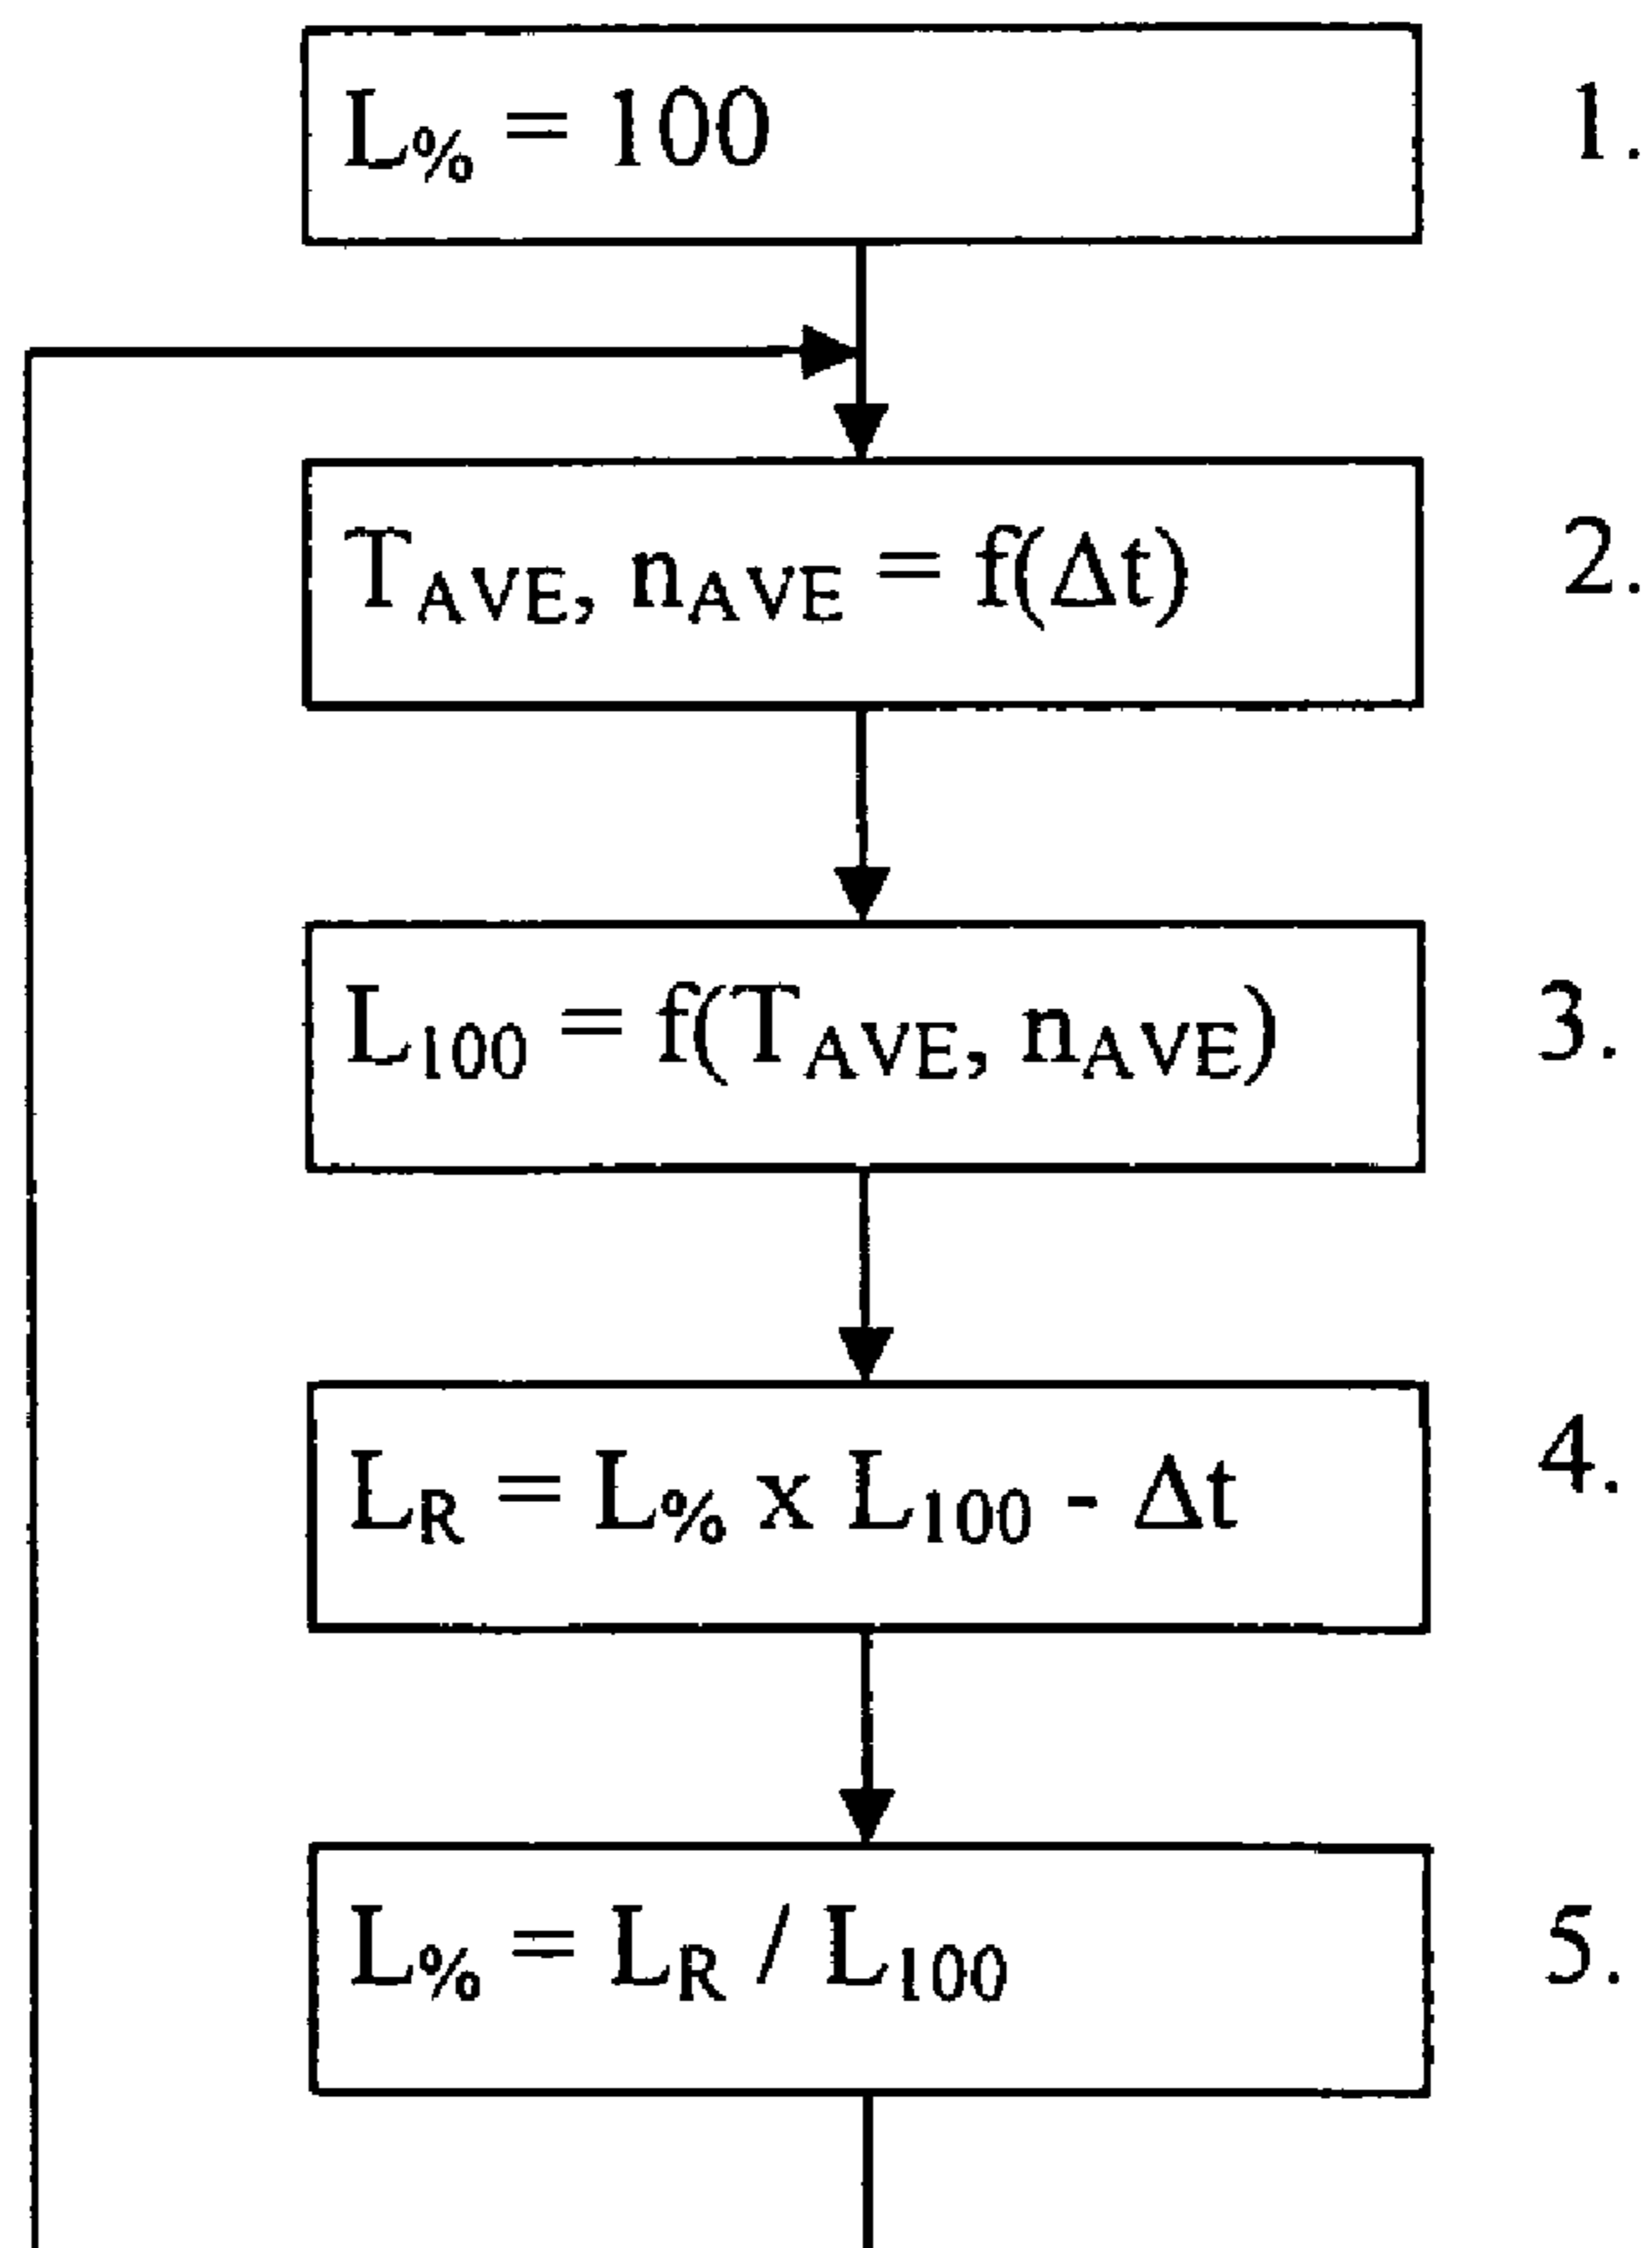 L% = 100 1.
TAVE, nAVE = f(Δt) 2.
L100 = f(TAVE, nAVE) 3.
LR = L% x L100 - Δt 4.
L% = LR / L100 5.